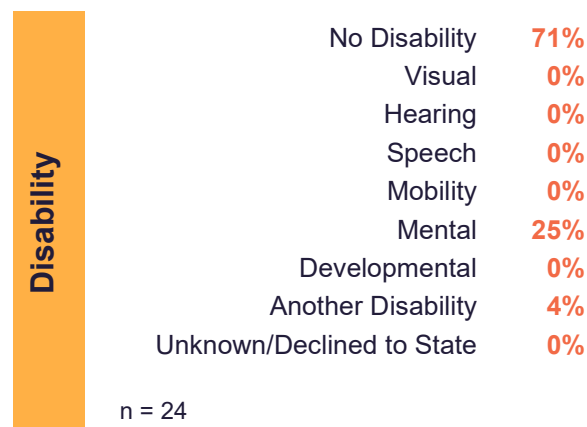 Disability
No Disability 71%
Visual 0%
Hearing 0%
Speech 0%
Mobility 0%
Mental 25%
Developmental 0%
Another Disability 4%
Unknown/Declined to State 0%
n = 24